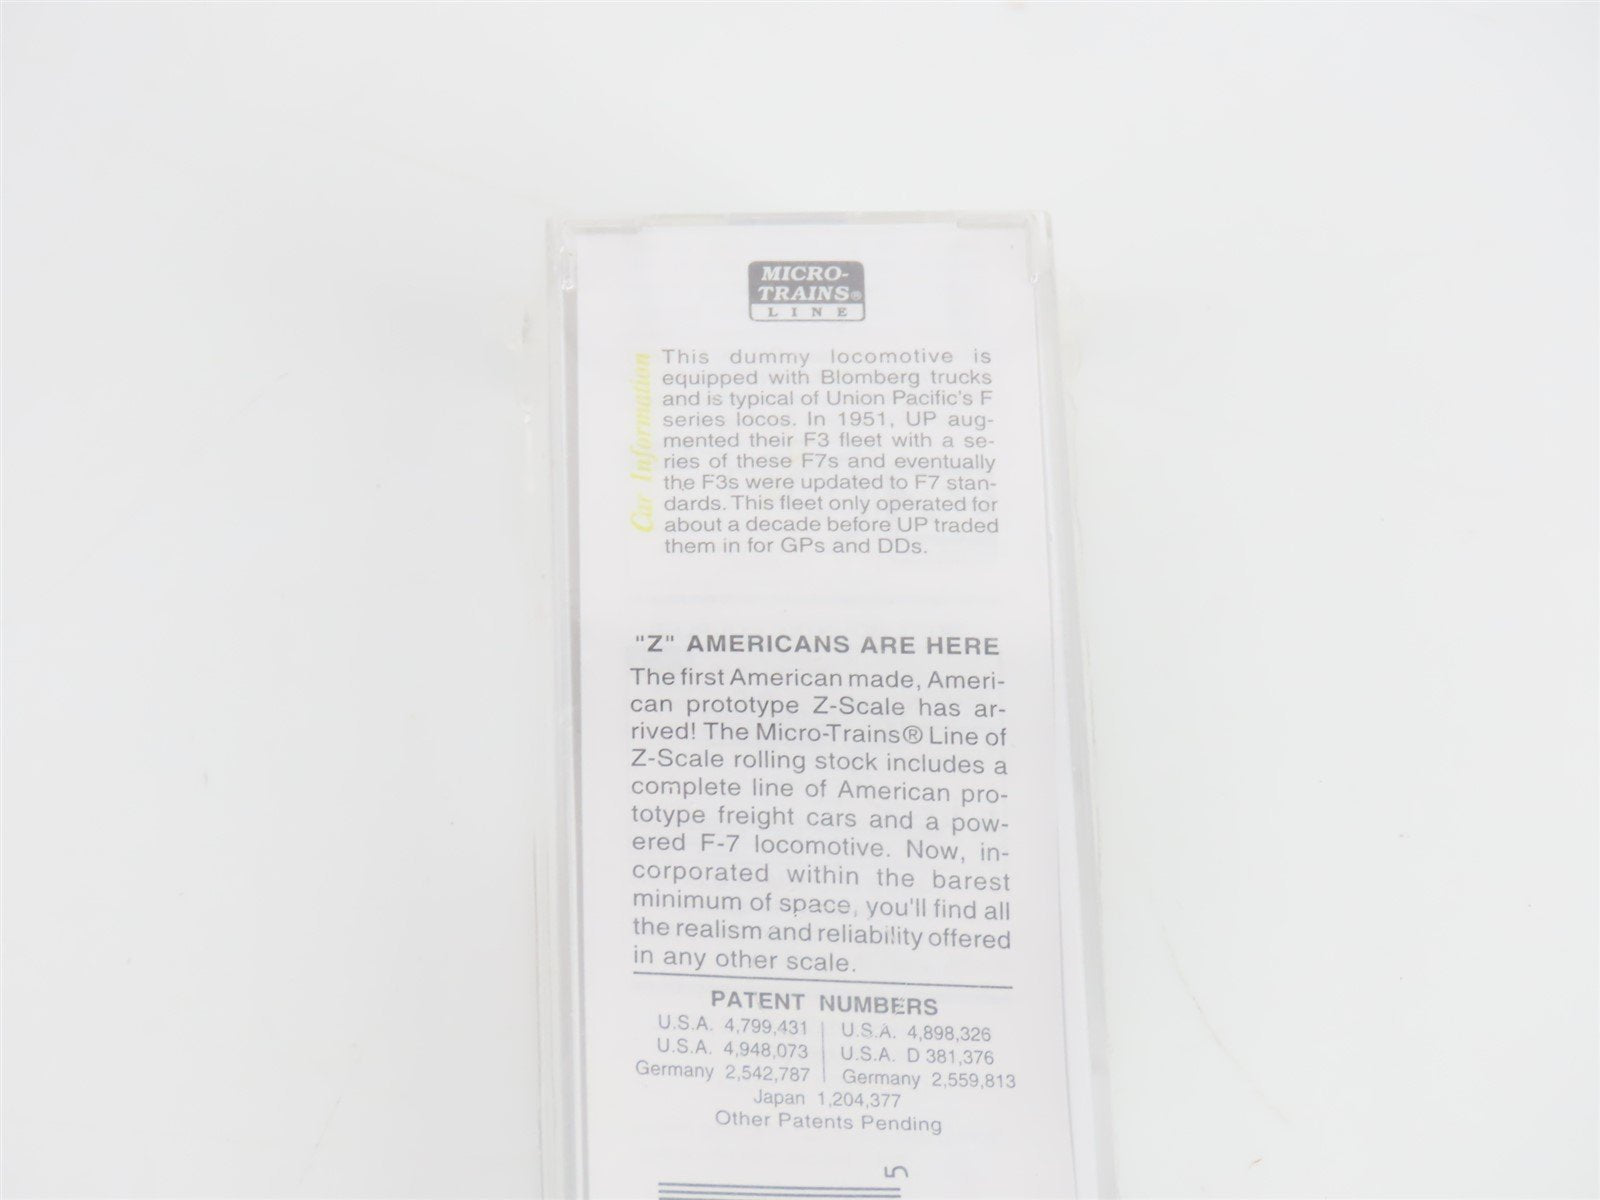 MICRO-
TRAINS®
LINE
Car Information
This dummy locomotive is
equipped with Blomberg trucks
and is typical of Union Pacific's F
series locos. In 1951, UP aug-
mented their F3 fleet with a se-
ries of these F7s and eventually
the F3s were updated to F7 stan-
dards. This fleet only operated for
about a decade before UP traded
them in for GPs and DDs.
"Z" AMERICANS ARE HERE
The first American made, Ameri-
can prototype Z-Scale has ar-
rived! The Micro-Trains® Line of
Z-Scale rolling stock includes a
complete line of American pro-
totype freight cars and a pow-
ered F-7 locomotive. Now, in-
corporated within the barest
minimum of space, you'll find all
the realism and reliability offered
in any other scale.
PATENT NUMBERS
U.S.A. 4,799,431 | U.S.A. 4,898,326
U.S.A. 4,948,073 | U.S.A. D 381,376
Germany 2,542,787 | Germany 2,559,813
Japan 1,204,377
Other Patents Pending
5